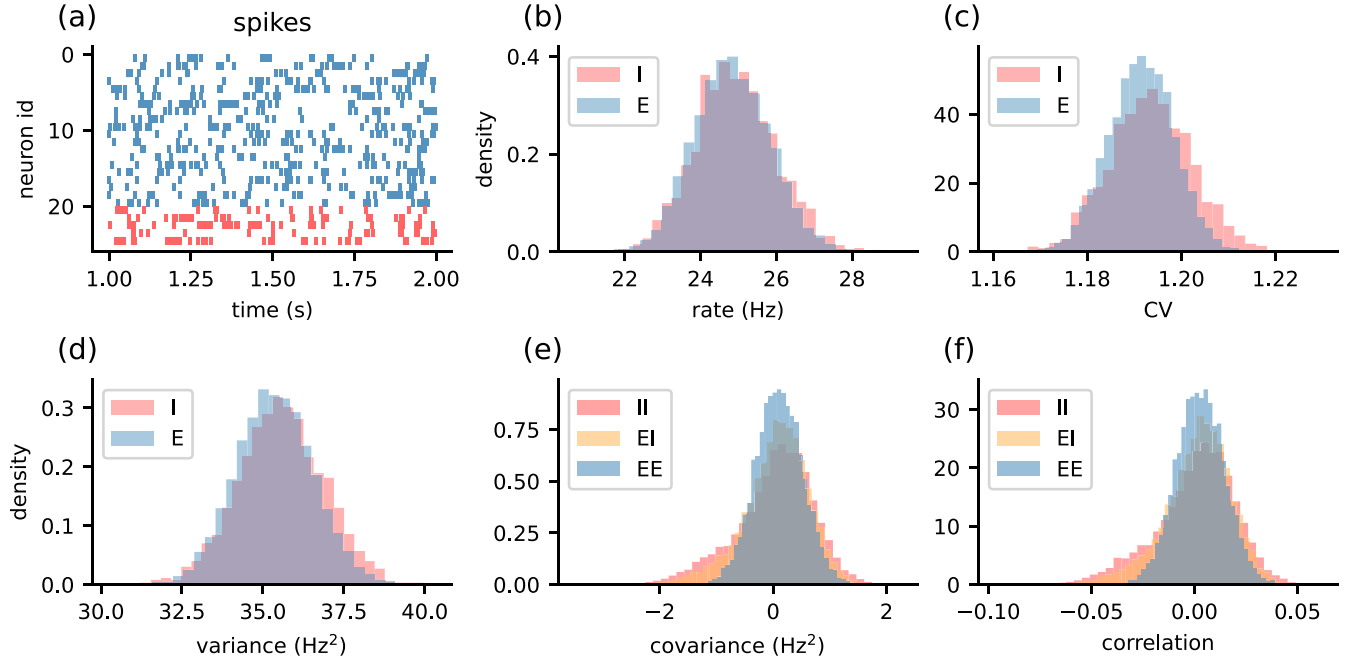 (a)
spikes
neuron id
0
10
20
1.00 1.25 1.50 1.75 2.00
time (s)
(b)
density
0.4
0.2
0.0
I
E
22 24 26 28
rate (Hz)
(c)
40
20
0
I
E
1.16 1.18 1.20 1.22
CV
(d)
density
0.3
0.2
0.1
0.0
I
E
30.0 32.5 35.0 37.5 40.0
variance (Hz²)
(e)
0.75
0.50
0.25
0.00
II
EI
EE
−2 0 2
covariance (Hz²)
(f)
30
20
10
0
II
EI
EE
−0.10 −0.05 0.00 0.05
correlation